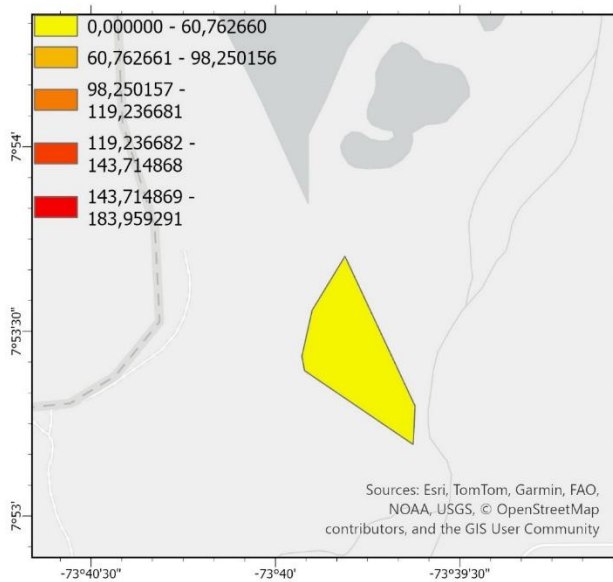 0,000000 - 60,762660
60,762661 - 98,250156
98,250157 -
119,236681
119,236682 -
143,714868
143,714869 -
183,959291
7°54'
7°53'30"
7°53'
Sources: Esri, TomTom, Garmin, FAO,
NOAA, USGS, © OpenStreetMap
contributors, and the GIS User Community
-73°40'30" -73°40' -73°39'30"